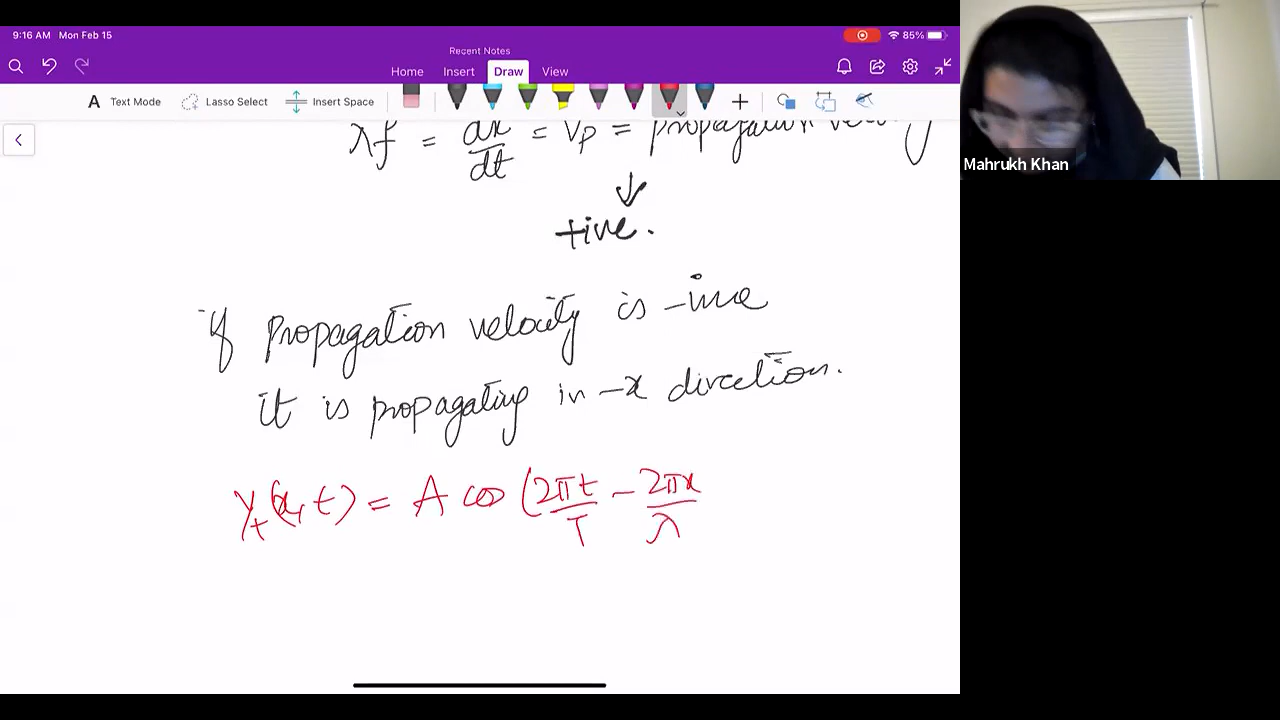 9:16 AM Mon Feb 15
85%
Recent Notes
Home Insert Draw View
A Text Mode Lasso Select Insert Space
λf = dx/dt = Vp = propagation velocity
↓
+ive.
if propagation velocity is -ive
it is propagating in -x direction.
y+(x,t) = A cos (2πt/T - 2πx/λ
Mahrukh Khan